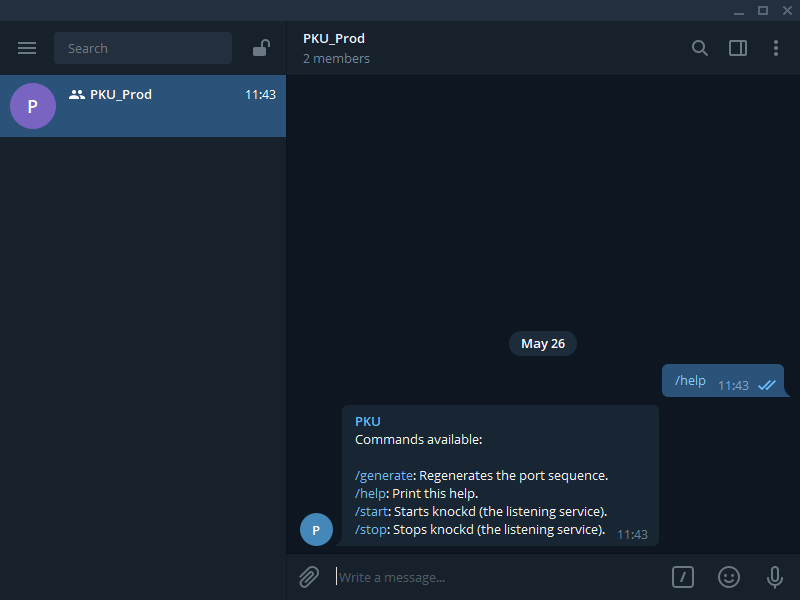 Search
PKU_Prod
11:43
PKU_Prod
2 members
May 26
/help 11:43
PKU
Commands available:
/generate: Regenerates the port sequence.
/help: Print this help.
/start: Starts knockd (the listening service).
/stop: Stops knockd (the listening service). 11:43
Write a message...
P
P